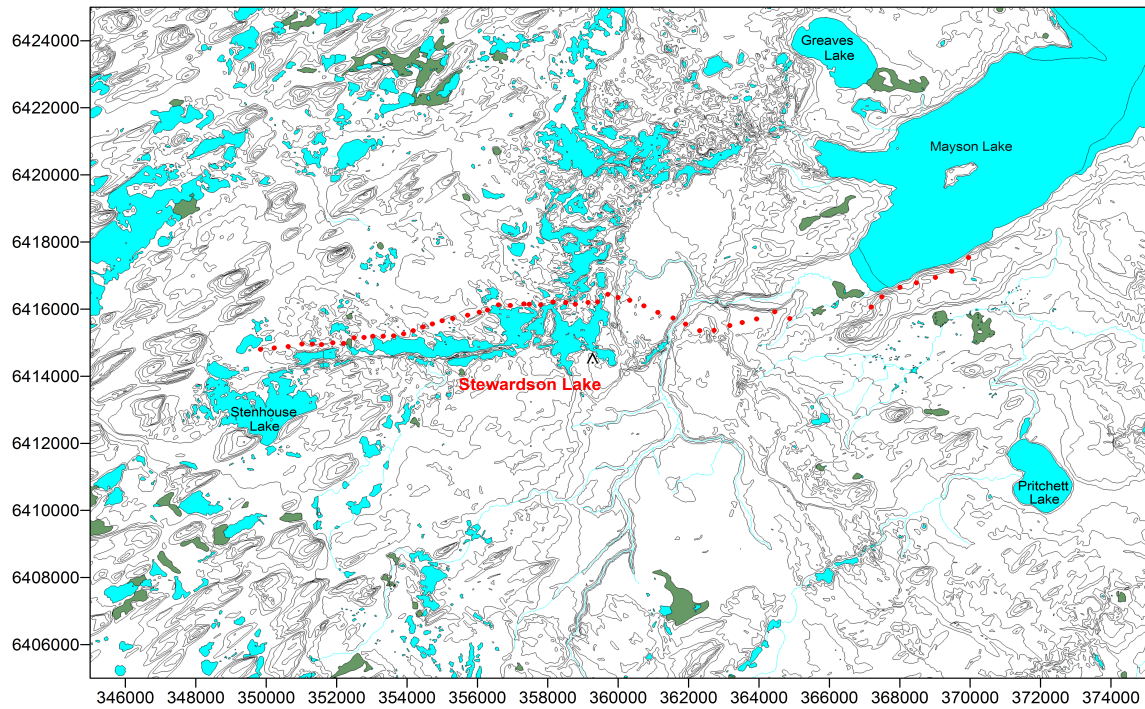 6424000
6422000
6420000
6418000
6416000
6414000
6412000
6410000
6408000
6406000
Greaves
Lake
Mayson Lake
Stewardson Lake
Stenhouse
Lake
Pritchett
Lake
346000 348000 350000 352000 354000 356000 358000 360000 362000 364000 366000 368000 370000 372000 374000